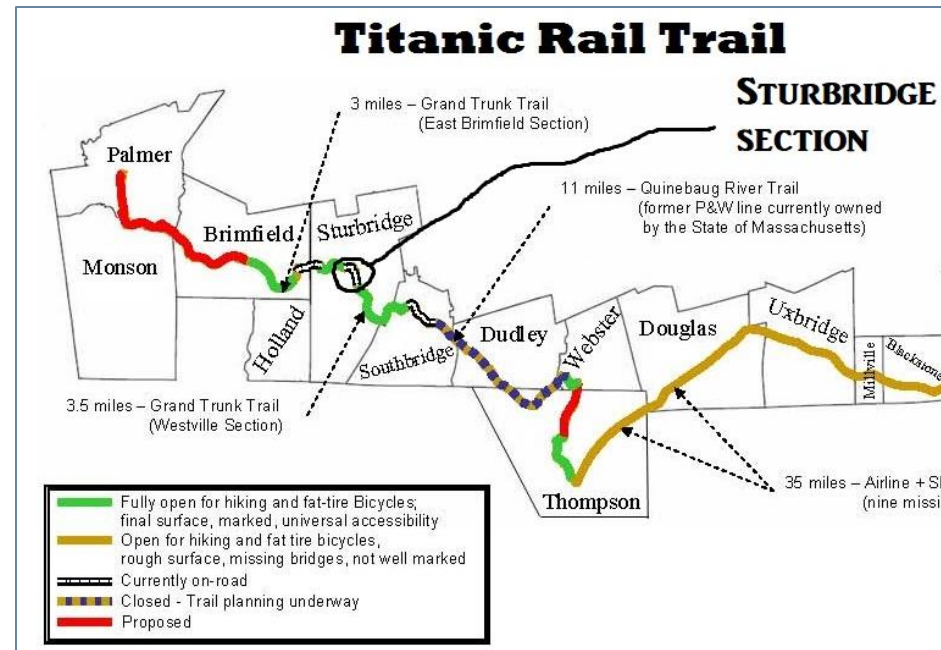 Titanic Rail Trail
STURBRIDGE
SECTION
3 miles – Grand Trunk Trail
(East Brimfield Section)
Palmer
11 miles – Quinebaug River Trail
(former P&W line currently owned
by the State of Massachusetts)
Brimfield
Sturbridge
Monson
Holland
Southbridge
Dudley
Webster
Douglas
Uxbridge
Millville
Blackstone
3.5 miles – Grand Trunk Trail
(Westville Section)
Thompson
35 miles – Airline +
(nine
Fully open for hiking and fat-tire Bicycles;
final surface, marked, universal accessibility
Open for hiking and fat tire bicycles,
rough surface, missing bridges, not well marked
Currently on-road
Closed - Trail planning underway
Proposed